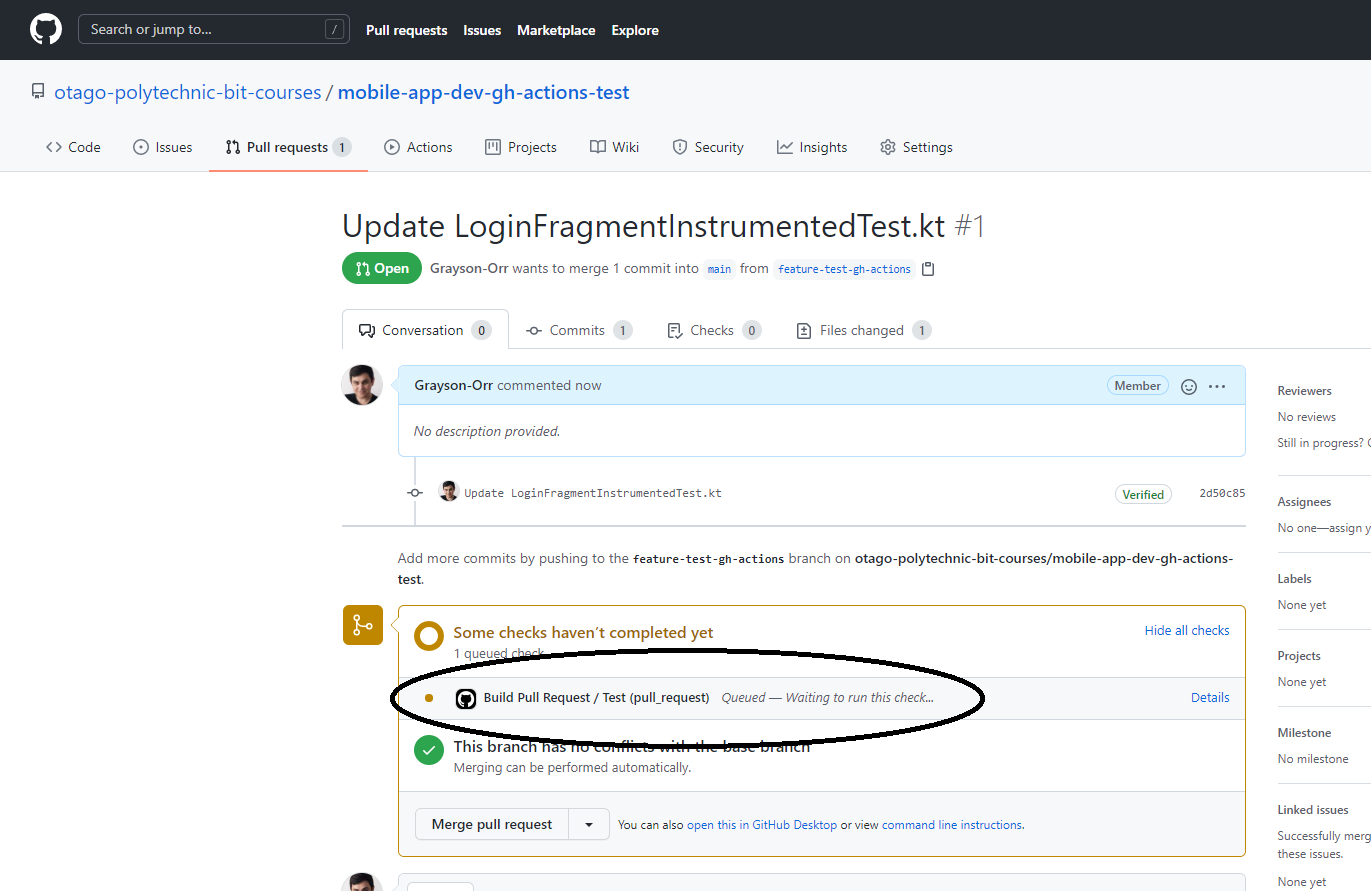 Search or jump to... /
Pull requests Issues Marketplace Explore
otago-polytechnic-bit-courses / mobile-app-dev-gh-actions-test
Code Issues Pull requests 1 Actions Projects Wiki Security Insights Settings
Update LoginFragmentInstrumentedTest.kt #1
Open Grayson-Orr wants to merge 1 commit into main from feature-test-gh-actions
Conversation 0 Commits 1 Checks 0 Files changed 1
Grayson-Orr commented now Member
No description provided.
Update LoginFragmentInstrumentedTest.kt Verified 2d50c85
Add more commits by pushing to the feature-test-gh-actions branch on otago-polytechnic-bit-courses/mobile-app-dev-gh-actions-
test.
Some checks haven’t completed yet Hide all checks
1 queued check
Build Pull Request / Test (pull_request) Queued — Waiting to run this check... Details
This branch has no conflicts with the base branch
Merging can be performed automatically.
Merge pull request You can also open this in GitHub Desktop or view command line instructions.
Reviewers
No reviews
Still in progress?
Assignees
No one—assign y
Labels
None yet
Projects
None yet
Milestone
No milestone
Linked issues
Successfully merg
these issues.
None yet